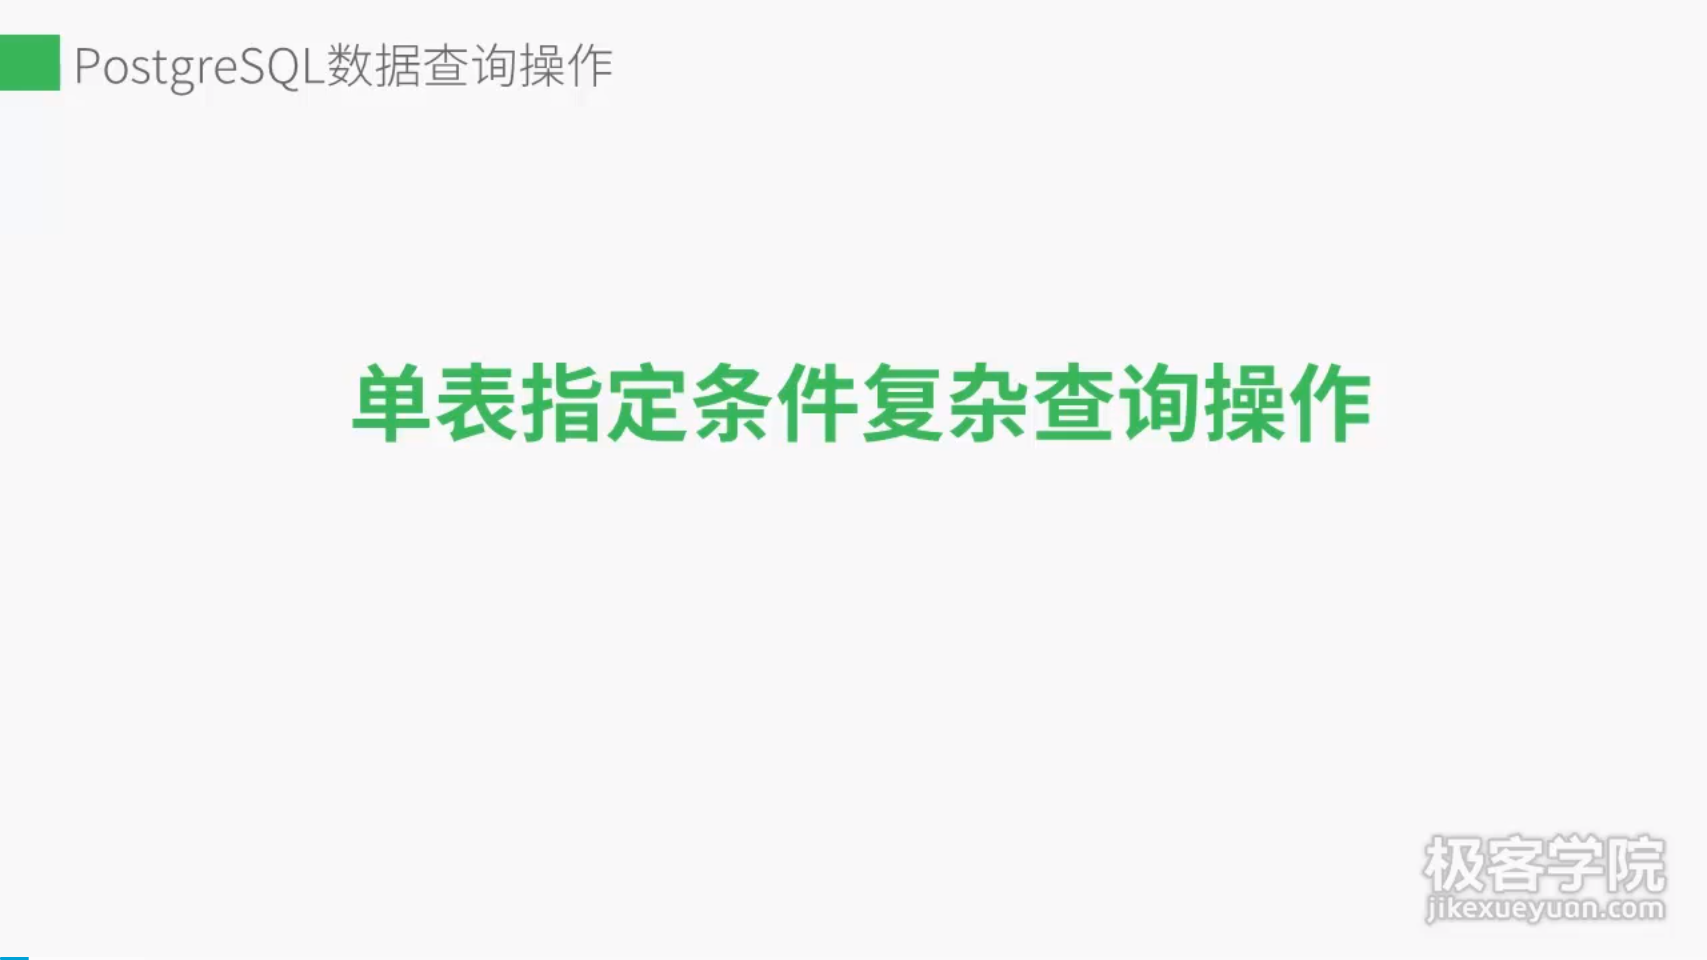 PostgreSQL数据查询操作
单表指定条件复杂查询操作
极客学院
jikexueyuan.com